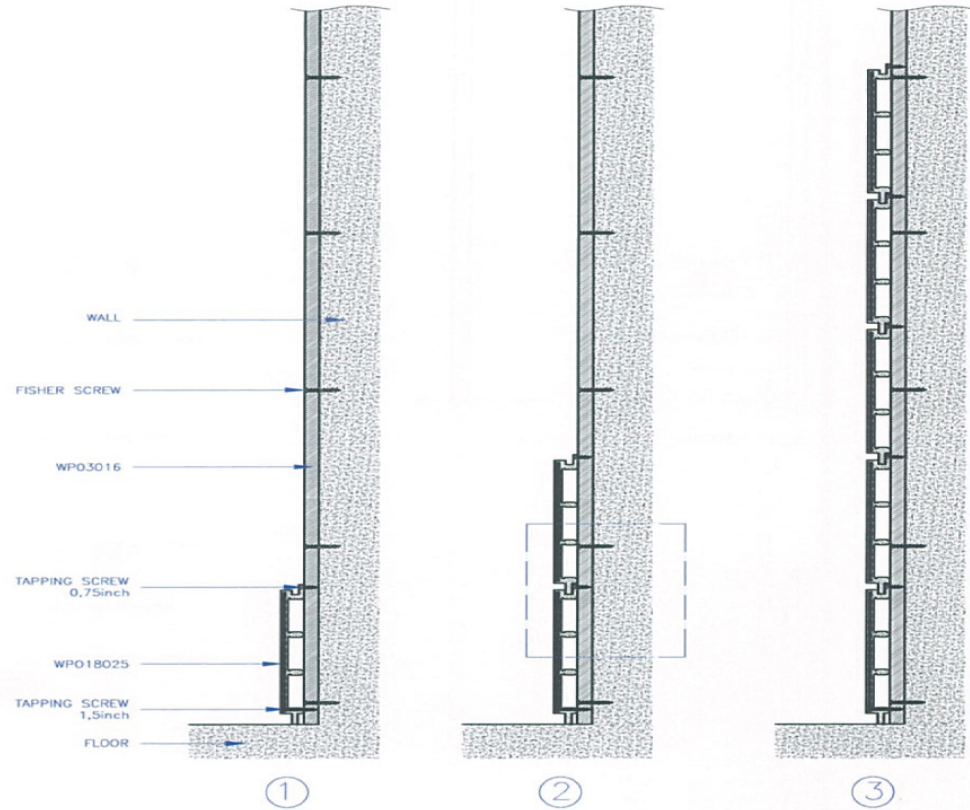 WALL
FISHER SCREW
WP03016
TAPPING SCREW
0,75inch
WP018025
TAPPING SCREW
1,5inch
FLOOR
1
2
3